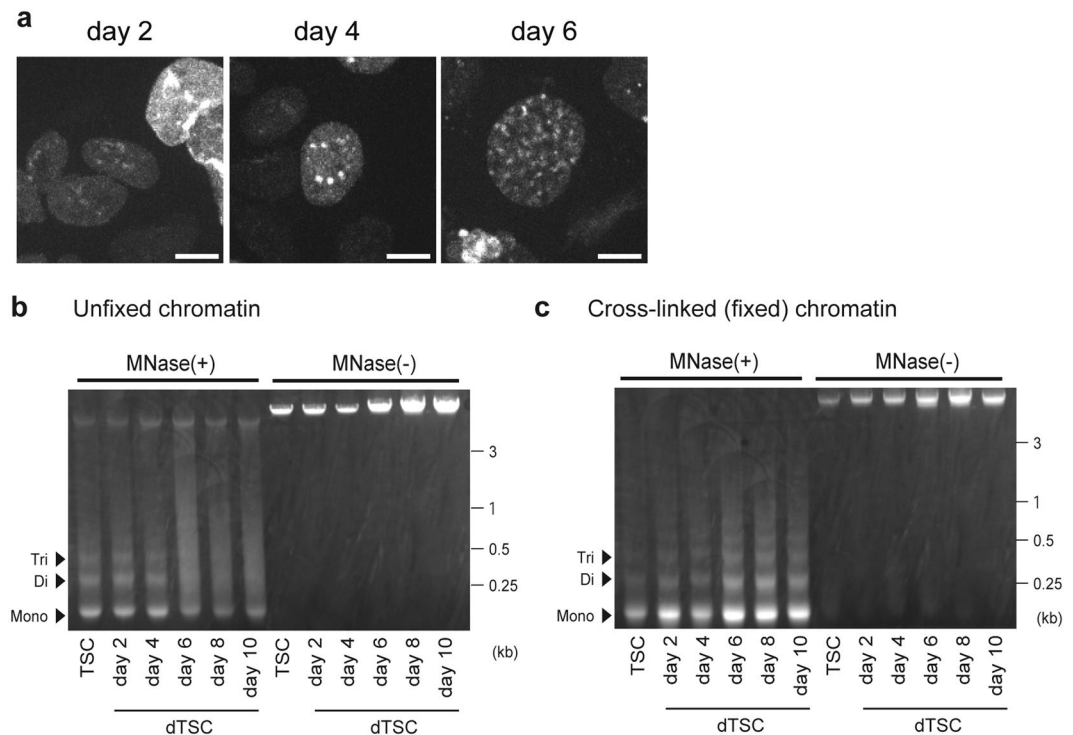 a
day 2 day 4 day 6
b Unfixed chromatin
MNase(+) MNase(-)
3
1
0.5
0.25
Tri
Di
Mono
TSC day 2 day 4 day 6 day 8 day 10 TSC day 2 day 4 day 6 day 8 day 10 (kb)
dTSC dTSC
c Cross-linked (fixed) chromatin
MNase(+) MNase(-)
3
1
0.5
0.25
(kb)
Tri
Di
Mono
TSC day 2 day 4 day 6 day 8 day 10 TSC day 2 day 4 day 6 day 8 day 10
dTSC dTSC